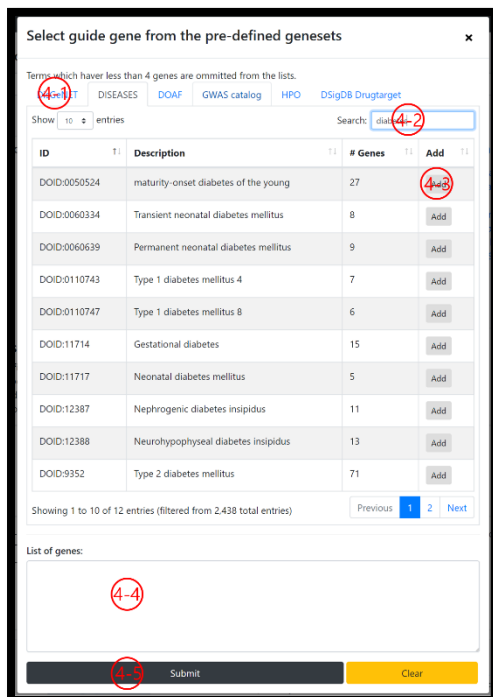 Select guide gene from the pre-defined genesets ×
Terms which haver less than 4 genes are ommitted from the lists.
4-1 DISEASES DOAF GWAS catalog HPO DSigDB Drugtarget
Show 10 entries Search: 4-2
ID Description # Genes Add
DOID:0050524 maturity-onset diabetes of the young 27 4-3
DOID:0060334 Transient neonatal diabetes mellitus 8 Add
DOID:0060639 Permanent neonatal diabetes mellitus 9 Add
DOID:0110743 Type 1 diabetes mellitus 4 7 Add
DOID:0110747 Type 1 diabetes mellitus 8 6 Add
DOID:11714 Gestational diabetes 15 Add
DOID:11717 Neonatal diabetes mellitus 5 Add
DOID:12387 Nephrogenic diabetes insipidus 11 Add
DOID:12388 Neurohypophyseal diabetes insipidus 13 Add
DOID:9352 Type 2 diabetes mellitus 71 Add
Showing 1 to 10 of 12 entries (filtered from 2,438 total entries) Previous 1 2 Next
List of genes:
4-4
4-5 Submit Clear